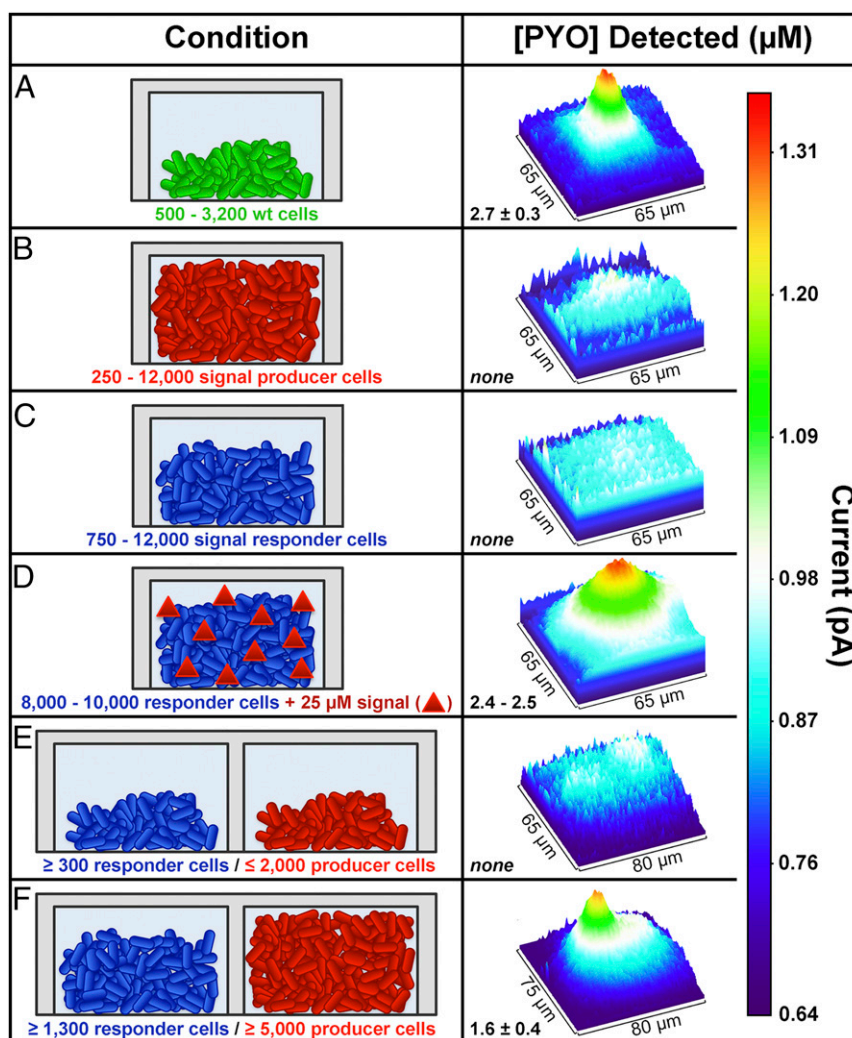 Condition
[PYO] Detected (µM)
A
500 - 3,200 wt cells
65 µm
65 µm
2.7 ± 0.3
B
250 - 12,000 signal producer cells
65 µm
65 µm
none
C
750 - 12,000 signal responder cells
65 µm
65 µm
none
D
8,000 - 10,000 responder cells + 25 µM signal ( )
65 µm
65 µm
2.4 - 2.5
E
≥ 300 responder cells / ≤ 2,000 producer cells
65 µm
80 µm
none
F
≥ 1,300 responder cells / ≥ 5,000 producer cells
75 µm
80 µm
1.6 ± 0.4
1.31
1.20
1.09
0.98
0.87
0.76
0.64
Current (pA)